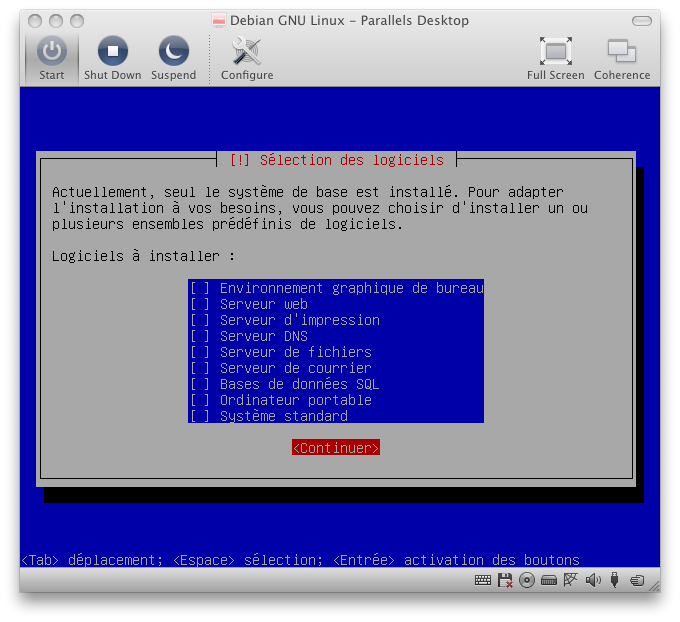 Debian GNU Linux – Parallels Desktop
Start Shut Down Suspend Configure Full Screen Coherence
[!] Sélection des logiciels
Actuellement, seul le système de base est installé. Pour adapter
l'installation à vos besoins, vous pouvez choisir d'installer un ou
plusieurs ensembles prédéfinis de logiciels.
Logiciels à installer :
[ ] Environnement graphique de bureau
[ ] Serveur web
[ ] Serveur d'impression
[ ] Serveur DNS
[ ] Serveur de fichiers
[ ] Serveur de courrier
[ ] Bases de données SQL
[ ] Ordinateur portable
[ ] Système standard
<Continuer>
<Tab> déplacement; <Espace> sélection; <Entrée> activation des boutons